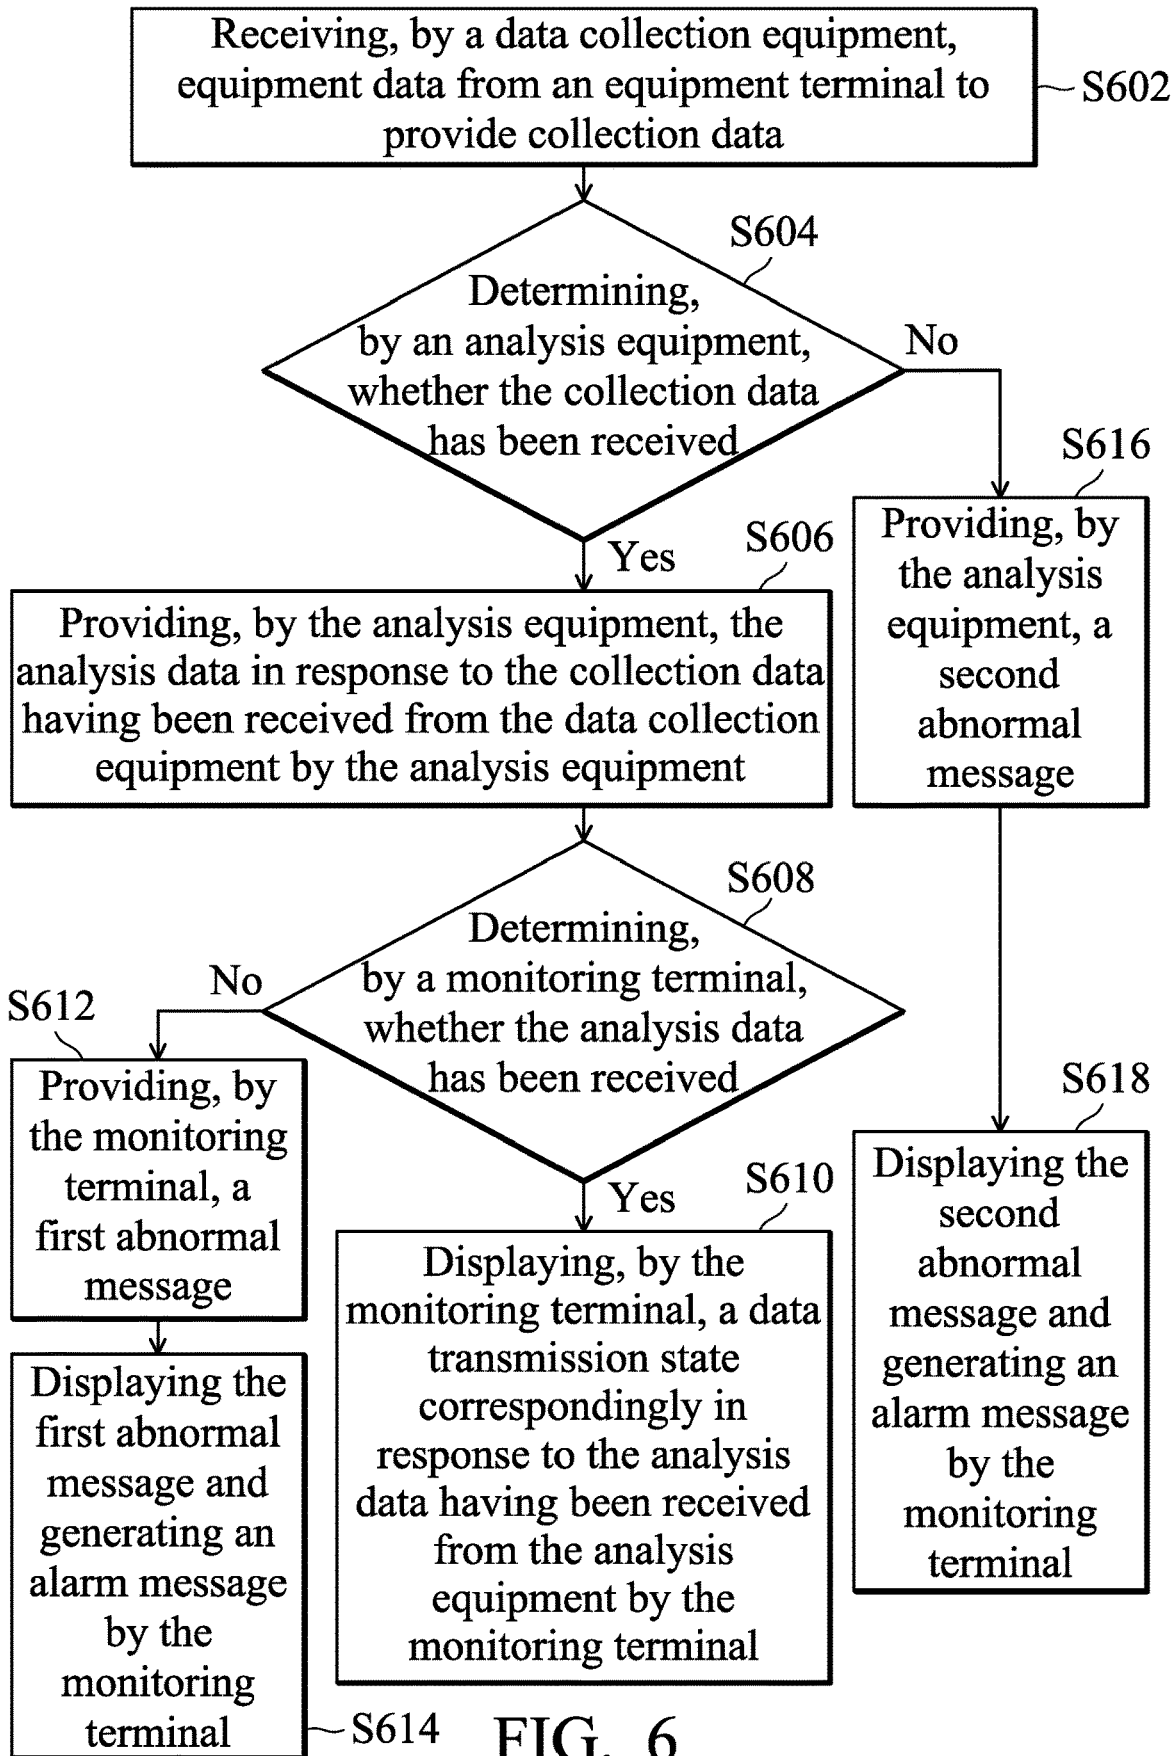 Receiving, by a data collection equipment,
equipment data from an equipment terminal to
provide collection data
S602
S604
Determining,
by an analysis equipment,
whether the collection data
has been received
No
Yes
S616
Providing, by
the analysis
equipment, a
second
abnormal
message
S606
Providing, by the analysis equipment, the
analysis data in response to the collection data
having been received from the data collection
equipment by the analysis equipment
S608
Determining,
by a monitoring terminal,
whether the analysis data
has been received
No
Yes
S612
Providing, by
the monitoring
terminal, a
first abnormal
message
S610
Displaying, by the
monitoring terminal, a data
transmission state
correspondingly in
response to the analysis
data having been received
from the analysis
equipment by the
monitoring terminal
S618
Displaying the
second
abnormal
message and
generating an
alarm message
by the
monitoring
terminal
Displaying the
first abnormal
message and
generating an
alarm message
by the
monitoring
terminal
S614
FIG. 6